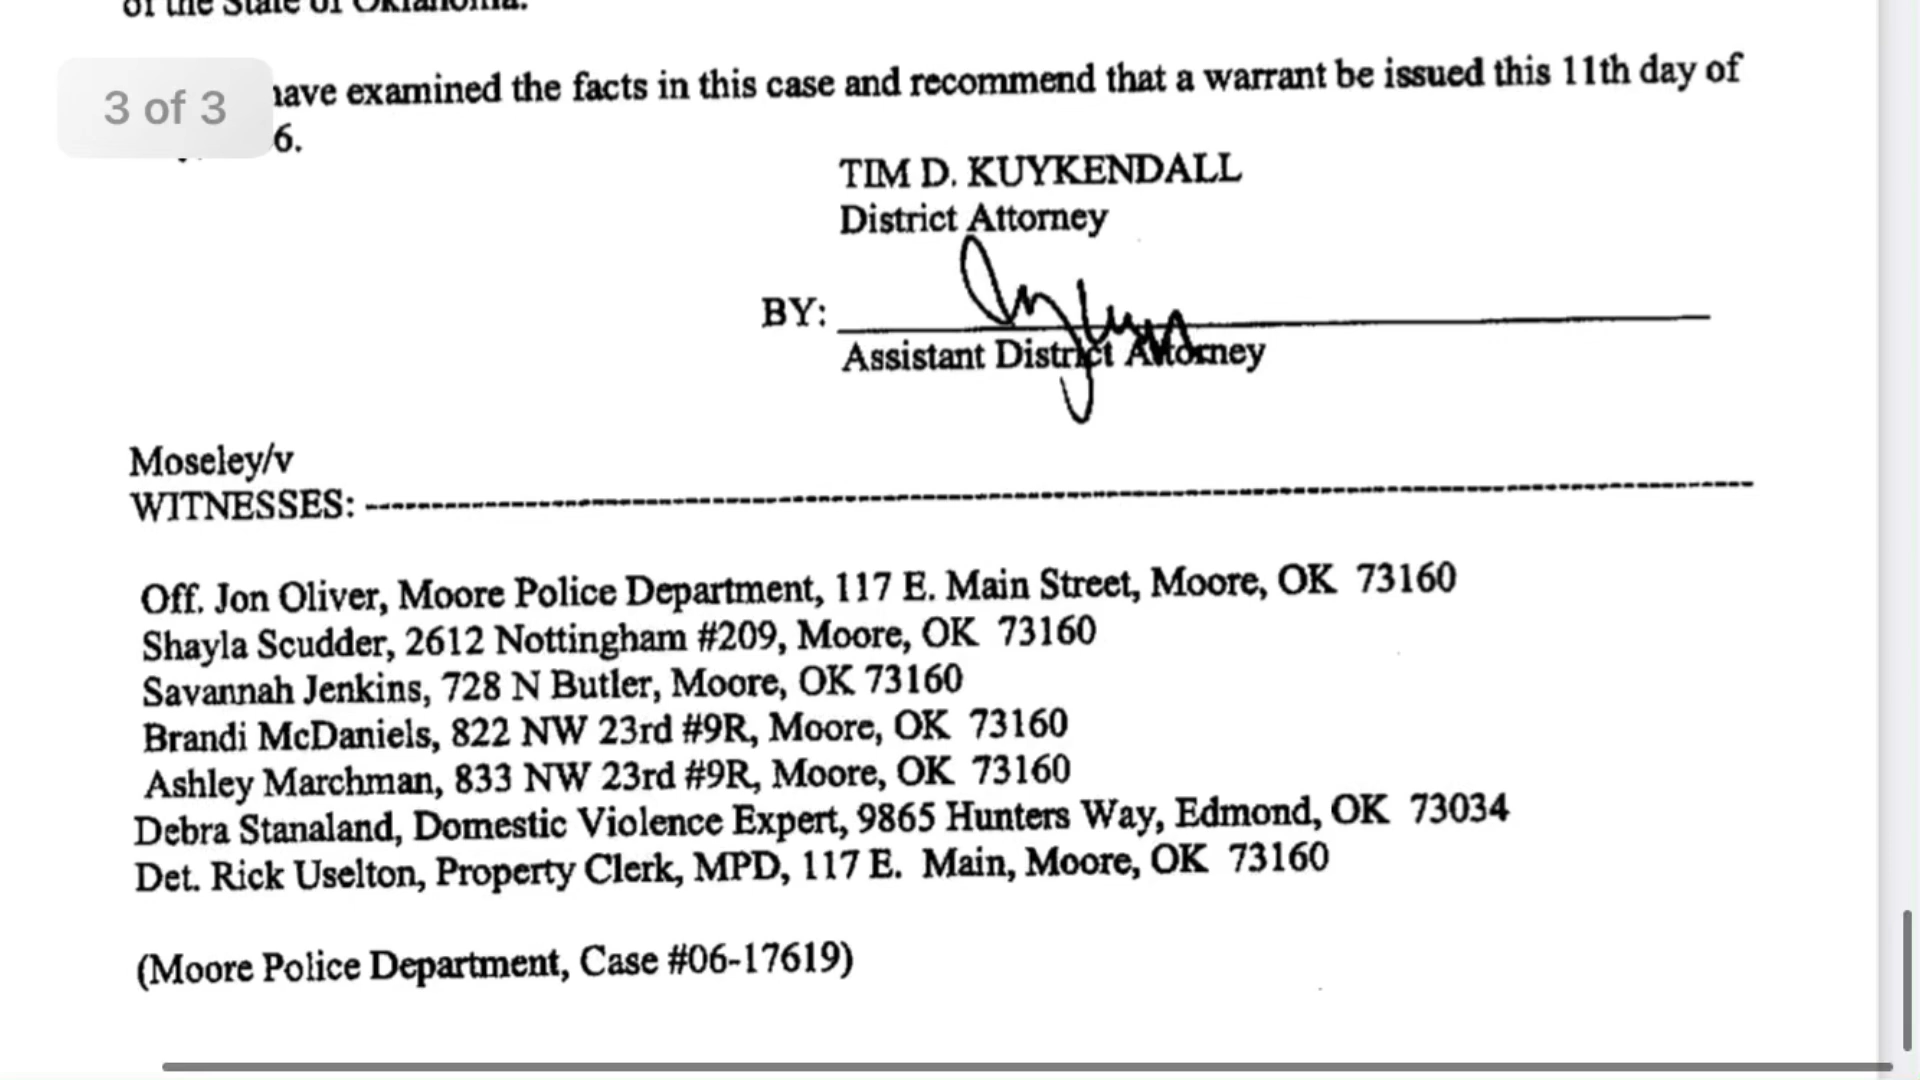 of the State of Oklahoma.
have examined the facts in this case and recommend that a warrant be issued this 11th day of
3 of 3
6.
TIM D. KUYKENDALL
District Attorney
BY:
Assistant District Attorney
Moseley/v
WITNESSES: ------------------------------------------------------------
Off. Jon Oliver, Moore Police Department, 117 E. Main Street, Moore, OK 73160
Shayla Scudder, 2612 Nottingham #209, Moore, OK 73160
Savannah Jenkins, 728 N Butler, Moore, OK 73160
Brandi McDaniels, 822 NW 23rd #9R, Moore, OK 73160
Ashley Marchman, 833 NW 23rd #9R, Moore, OK 73160
Debra Stanaland, Domestic Violence Expert, 9865 Hunters Way, Edmond, OK 73034
Det. Rick Uselton, Property Clerk, MPD, 117 E. Main, Moore, OK 73160
(Moore Police Department, Case #06-17619)